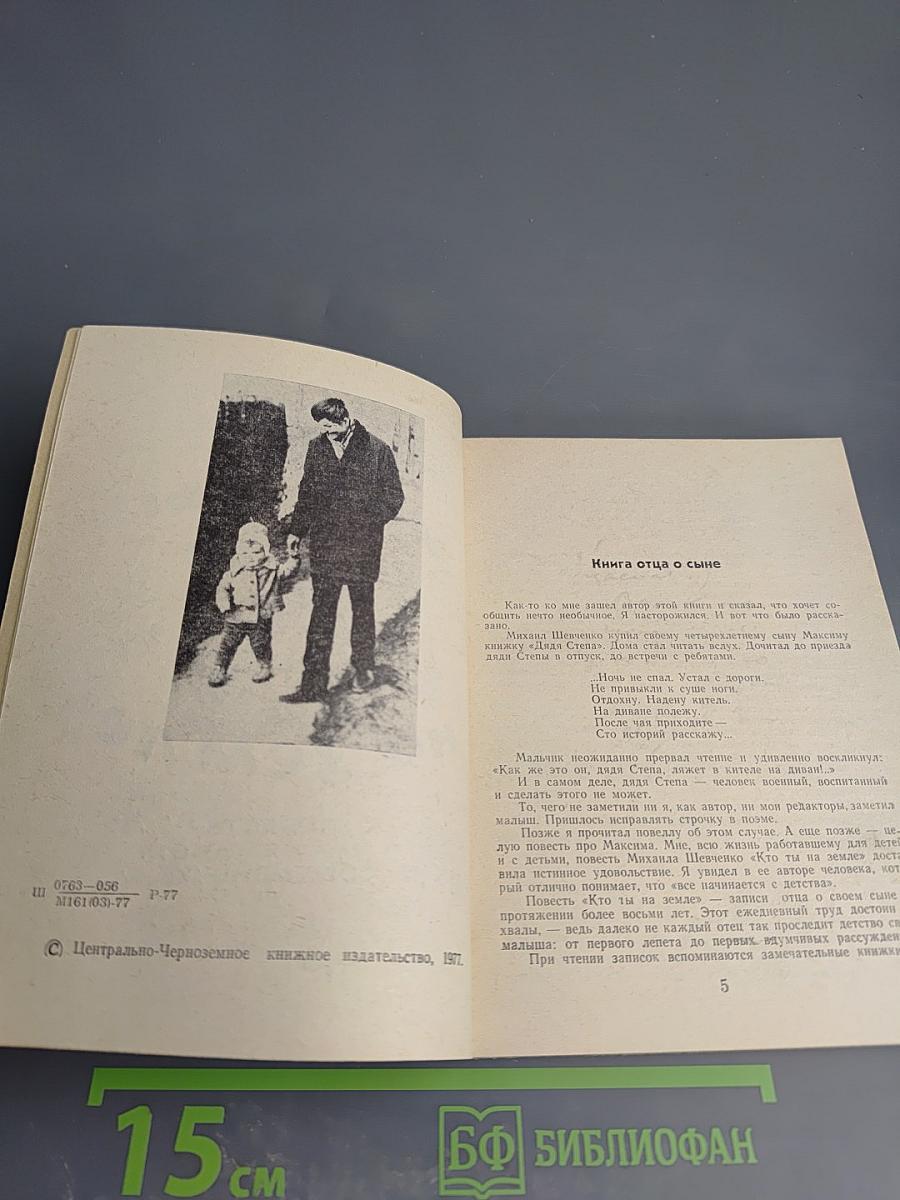 Ш 0763—056 Р-77
М161(03)-77
© Центрально-Черноземное книжное издательство, 1977.
Книга отца о сыне
Как-то ко мне зашел автор этой книги и сказал, что хочет со-
общить нечто необычное. Я насторожился. И вот что было расска-
зано.
Михаил Шевченко купил своему четырехлетнему сыну Максиму
книжку «Дядя Степа». Дома стал читать вслух. Дочитал до приезда
дяди Степы в отпуск, до встречи с ребятами.
...Ночь не спал. Устал с дороги.
Не привыкли к суше ноги.
Отдохну. Надену китель.
На диване полежу.
После чая приходите —
Сто историй расскажу...
Мальчик неожиданно прервал чтение и удивленно воскликнул:
«Как же это он, дядя Степа, ляжет в кителе на диван!..»
И в самом деле, дядя Степа — человек военный, воспитанный
и сделать этого не может.
То, чего не заметили ни я, как автор, ни мои редакторы, заметил
малыш. Пришлось исправлять строчку в поэме.
Позже я прочитал новеллу об этом случае. А еще позже — це-
лую повесть про Максима. Мне, всю жизнь работавшему для детей
и с детьми, повесть Михаила Шевченко «Кто ты на земле» доста-
вила истинное удовольствие. Я увидел в ее авторе человека, кот
рый отлично понимает, что «все начинается с детства».
Повесть «Кто ты на земле» — записи отца о своем сыне
протяжении более восьми лет. Этот ежедневный труд достоин
хвалы, — ведь далеко не каждый отец так проследит детство св
малыша: от первого лепета до первых вдумчивых рассужден
При чтении записок вспоминаются замечательные книжки
5
15 см
БФ БИБЛИОФАН